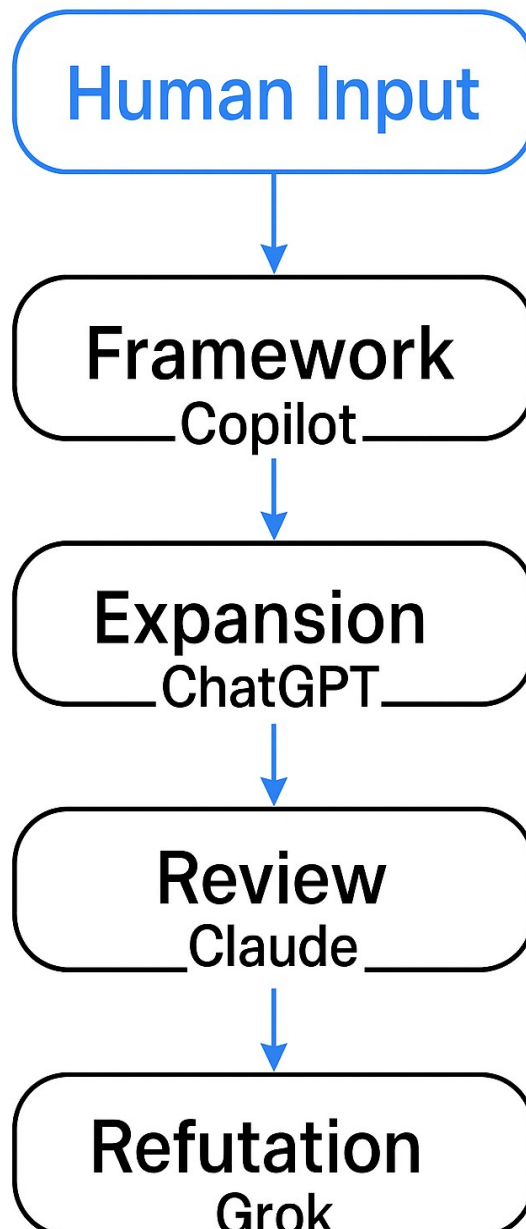 Human Input
Framework
Copilot
Expansion
ChatGPT
Review
Claude
Refutation
Grok